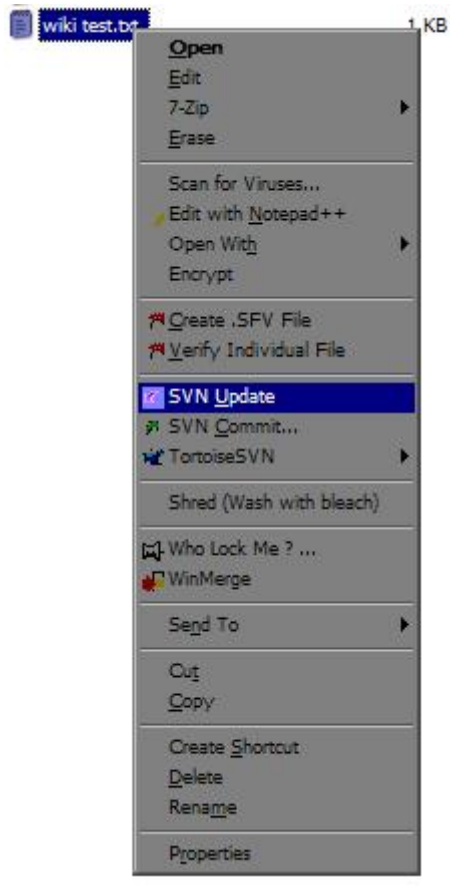 wiki test.txt 1 KB
Open
Edit
7-Zip
Erase
Scan for Viruses...
Edit with Notepad++
Open With
Encrypt
Create .SFV File
Verify Individual File
SVN Update
SVN Commit...
TortoiseSVN
Shred (Wash with bleach)
Who Lock Me ? ...
WinMerge
Send To
Cut
Copy
Create Shortcut
Delete
Rename
Properties